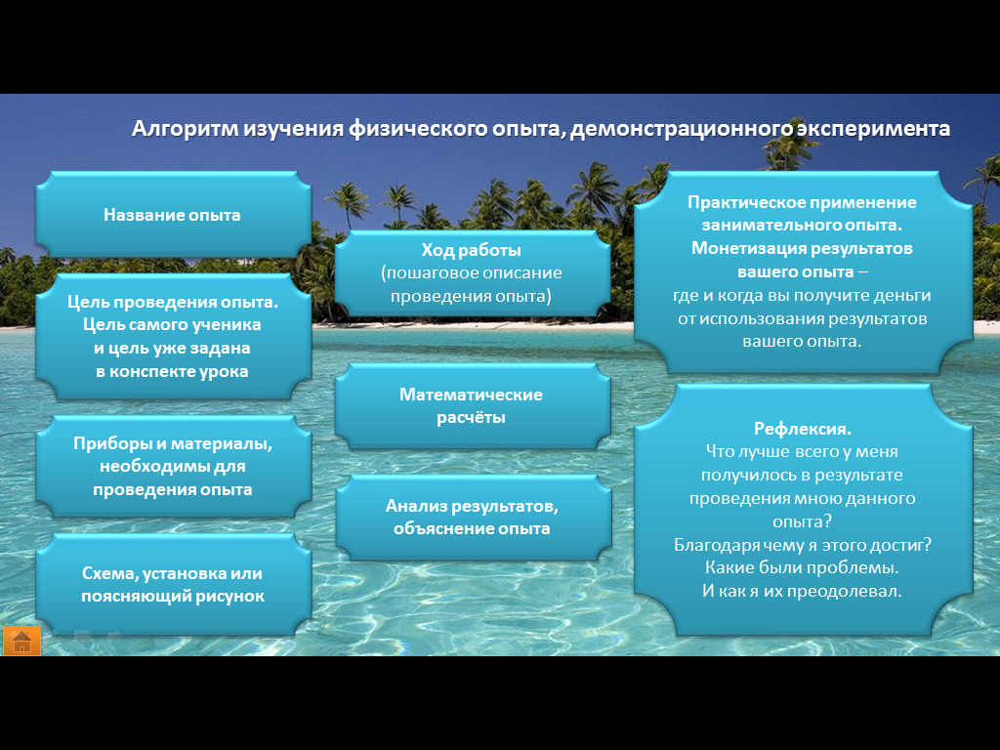 Алгоритм изучения физического опыта, демонстрационного эксперимента
Название опыта
Цель проведения опыта.
Цель самого ученика
и цель уже задана
в конспекте урока
Приборы и материалы,
необходимы для
проведения опыта
Схема, установка или
поясняющий рисунок
Ход работы
(пошаговое описание
проведения опыта)
Математические
расчёты
Анализ результатов,
объяснение опыта
Практическое применение
занимательного опыта.
Монетизация результатов
вашего опыта –
где и когда вы получите деньги
от использования результатов
вашего опыта.
Рефлексия.
Что лучше всего у меня
получилось в результате
проведения мною данного
опыта?
Благодаря чему я этого достиг?
Какие были проблемы.
И как я их преодолевал.